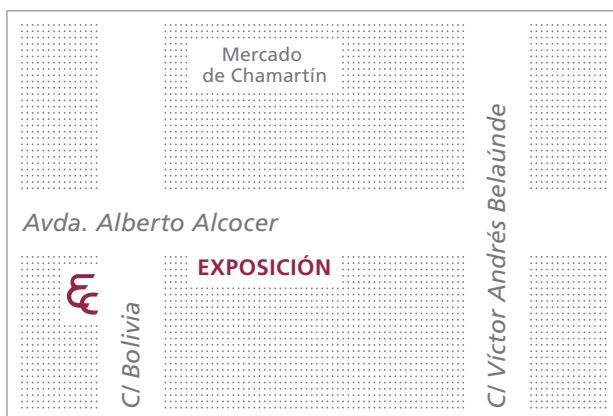 Mercado
de Chamartín
Avda. Alberto Alcocer
EXPOSICIÓN
C/ Bolivia
C/ Víctor Andrés Belaúnde